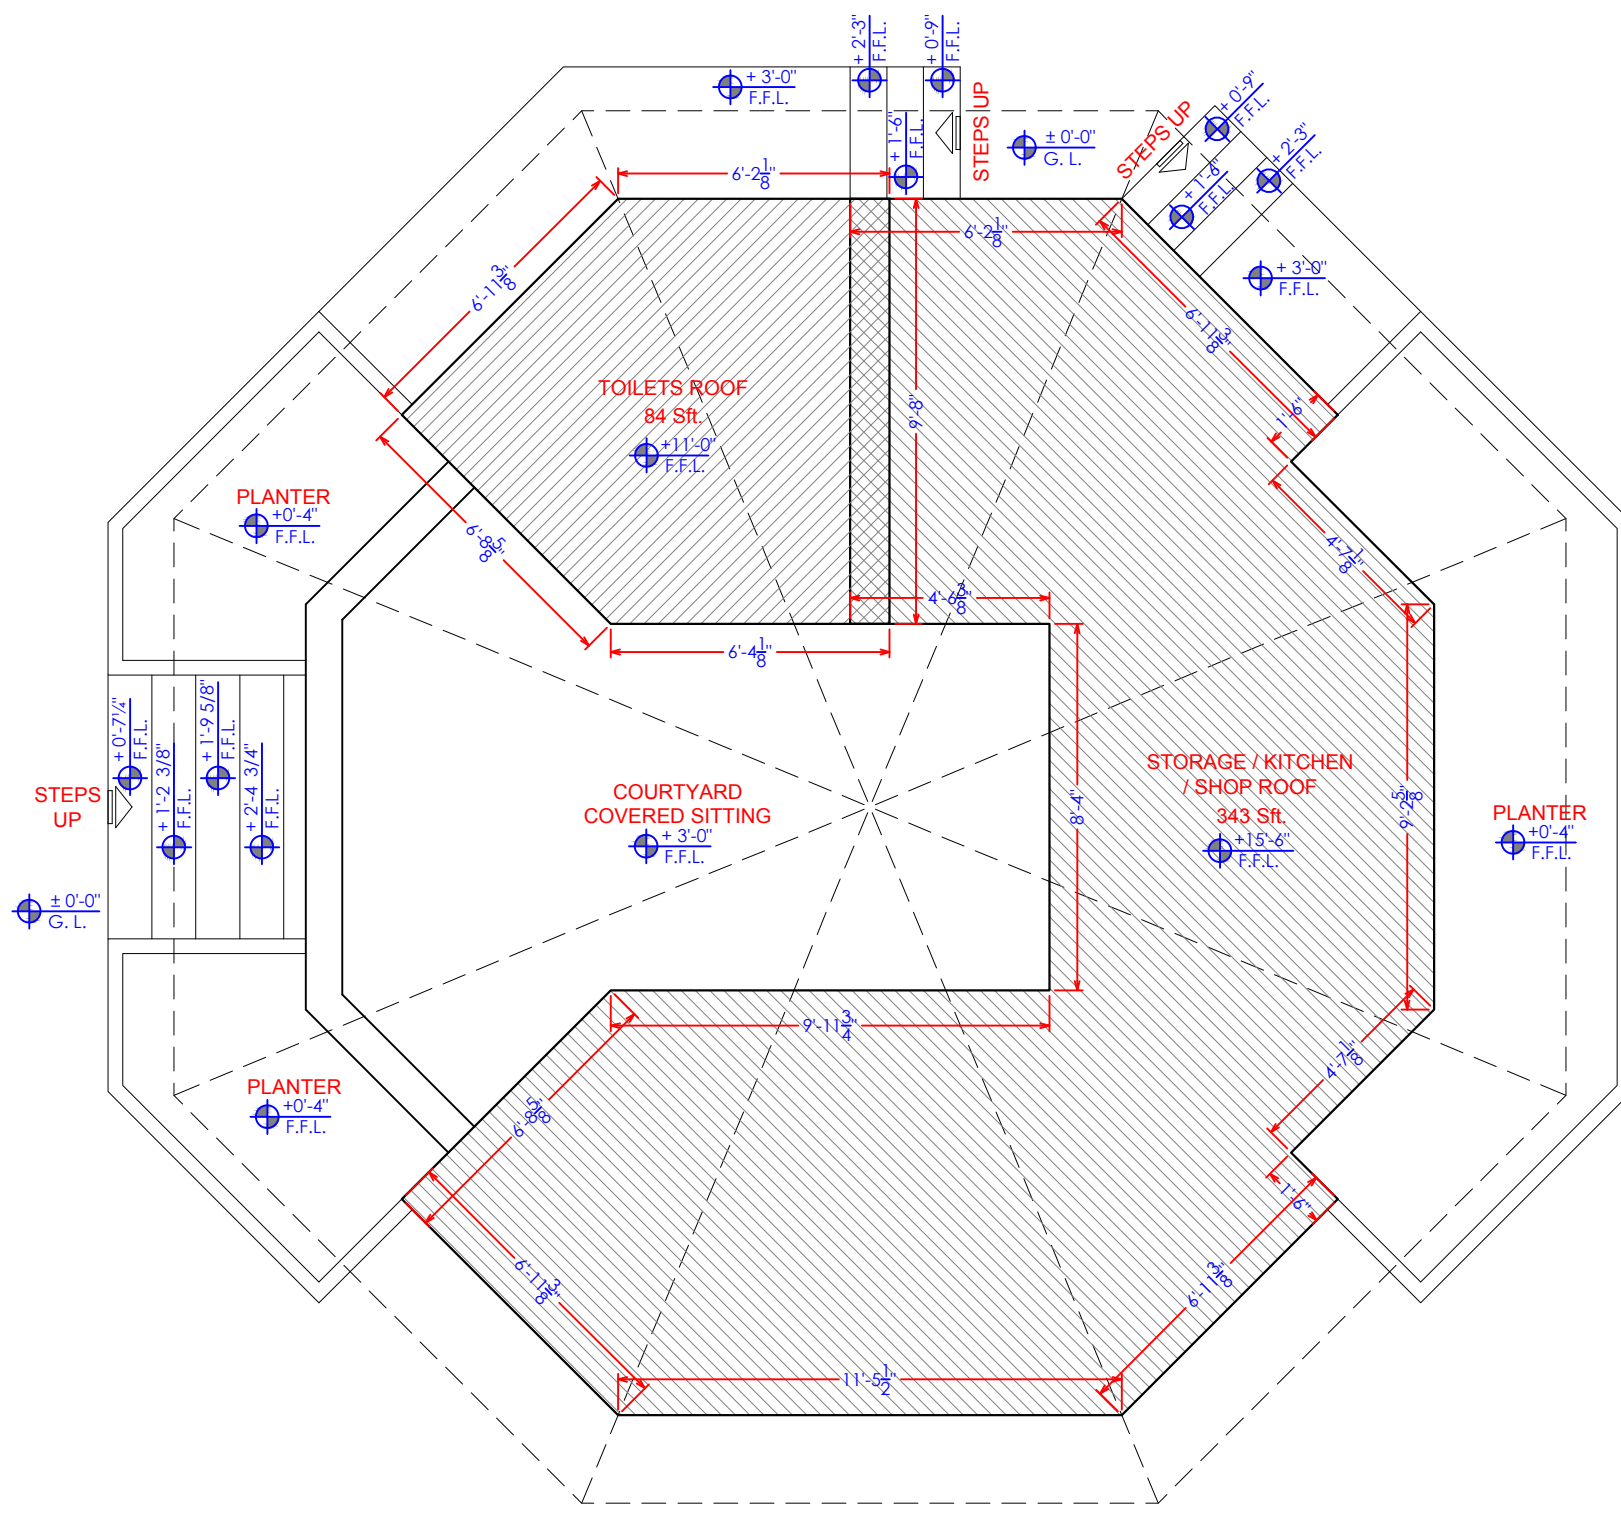 + 3'-0"
F.F.L.
+ 2'-3"
F.F.L.
+ 0'-9"
F.F.L.
+ 1'-6"
F.F.L.
STEPS UP
± 0'-0"
G. L.
STEPS UP
+ 0'-9"
F.F.L.
+ 2'-3"
F.F.L.
+ 1'-6"
F.F.L.
+ 3'-0"
F.F.L.
6'-2 1/8"
6'-2 1/8"
6'-11 3/8"
6'-11 3/8"
TOILETS ROOF
84 Sft.
+11'-0"
F.F.L.
9'-8"
1'-6"
PLANTER
+0'-4"
F.F.L.
6'-8 5/8"
4'-7 1/8"
4'-6 3/8"
6'-4 1/8"
+ 0'-7 1/4"
F.F.L.
+ 1'-2 3/8"
F.F.L.
+ 1'-9 5/8"
F.F.L.
+ 2'-4 3/4"
F.F.L.
STEPS
UP
COURTYARD
COVERED SITTING
+ 3'-0"
F.F.L.
8'-4"
STORAGE / KITCHEN
/ SHOP ROOF
343 Sft.
+15'-6"
F.F.L.
9'-2 5/8"
PLANTER
+0'-4"
F.F.L.
± 0'-0"
G. L.
9'-11 3/4"
4'-7 1/8"
PLANTER
+0'-4"
F.F.L.
6'-8 5/8"
1'-6"
6'-11 3/8"
6'-11 3/8"
11'-5 1/2"